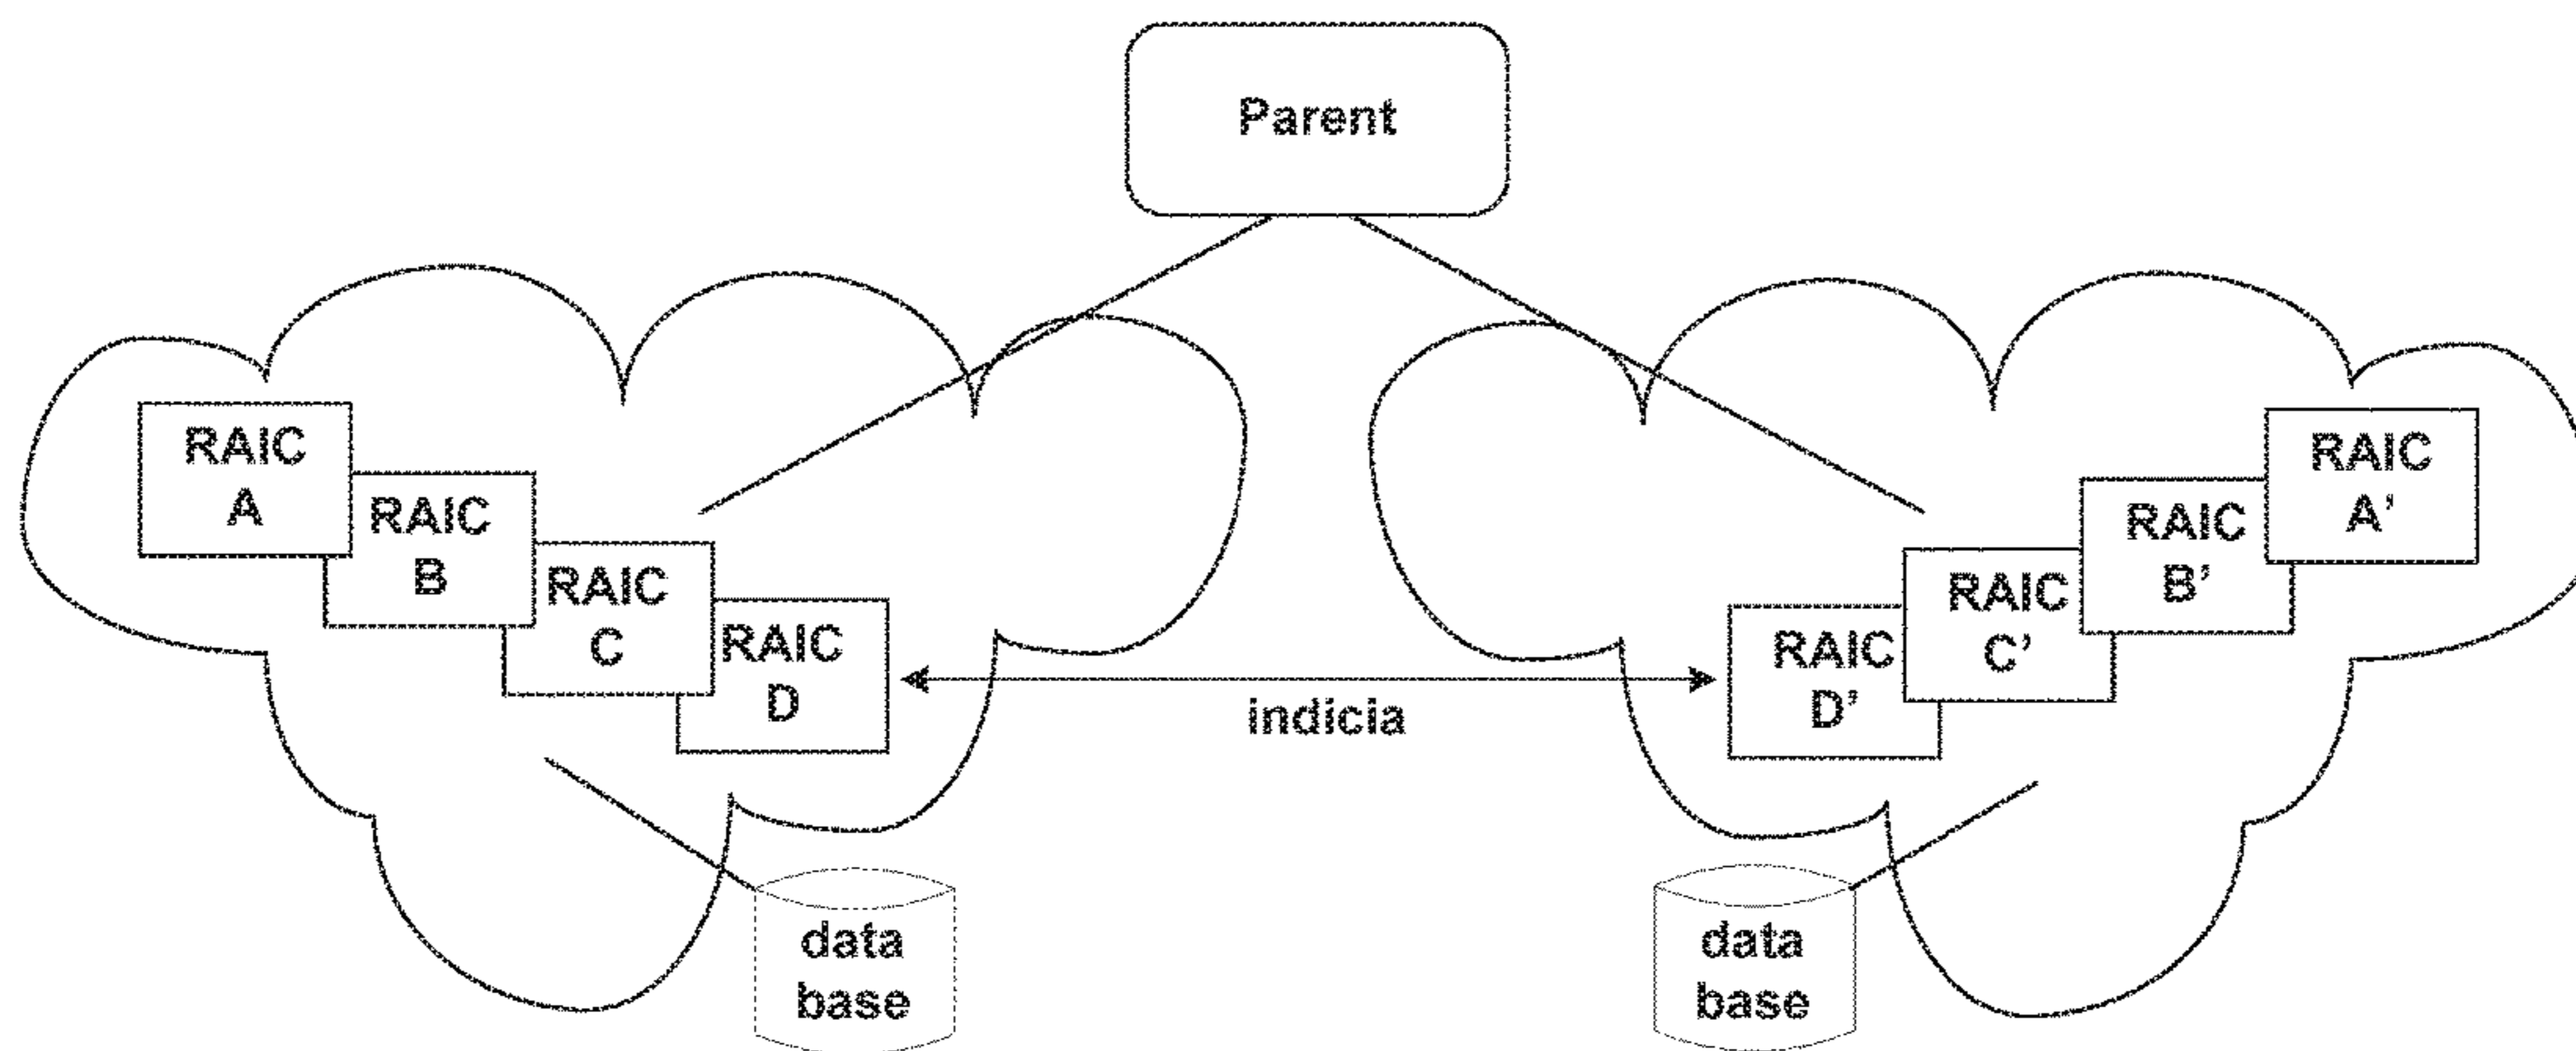 Parent
RAIC
A
RAIC
B
RAIC
C
RAIC
D
indicia
RAIC
D’
RAIC
C’
RAIC
B’
RAIC
A’
data
base
data
base